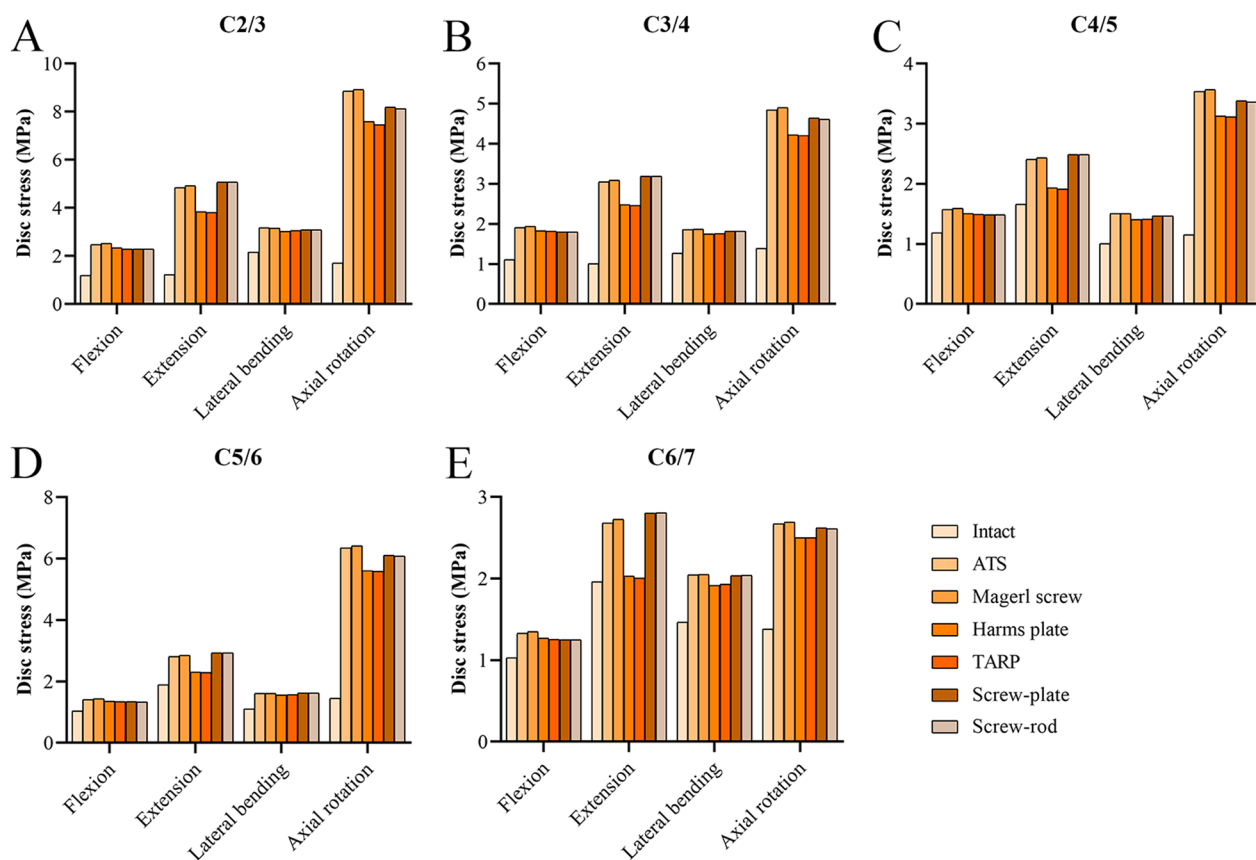 A
C2/3
Disc stress (MPa)
10
8
6
4
2
0
Flexion
Extension
Lateral bending
Axial rotation
B
C3/4
Disc stress (MPa)
6
5
4
3
2
1
0
Flexion
Extension
Lateral bending
Axial rotation
C
C4/5
Disc stress (MPa)
4
3
2
1
0
Flexion
Extension
Lateral bending
Axial rotation
D
C5/6
Disc stress (MPa)
8
6
4
2
0
Flexion
Extension
Lateral bending
Axial rotation
E
C6/7
Disc stress (MPa)
3
2
1
0
Flexion
Extension
Lateral bending
Axial rotation
Intact
ATS
Magerl screw
Harms plate
TARP
Screw-plate
Screw-rod